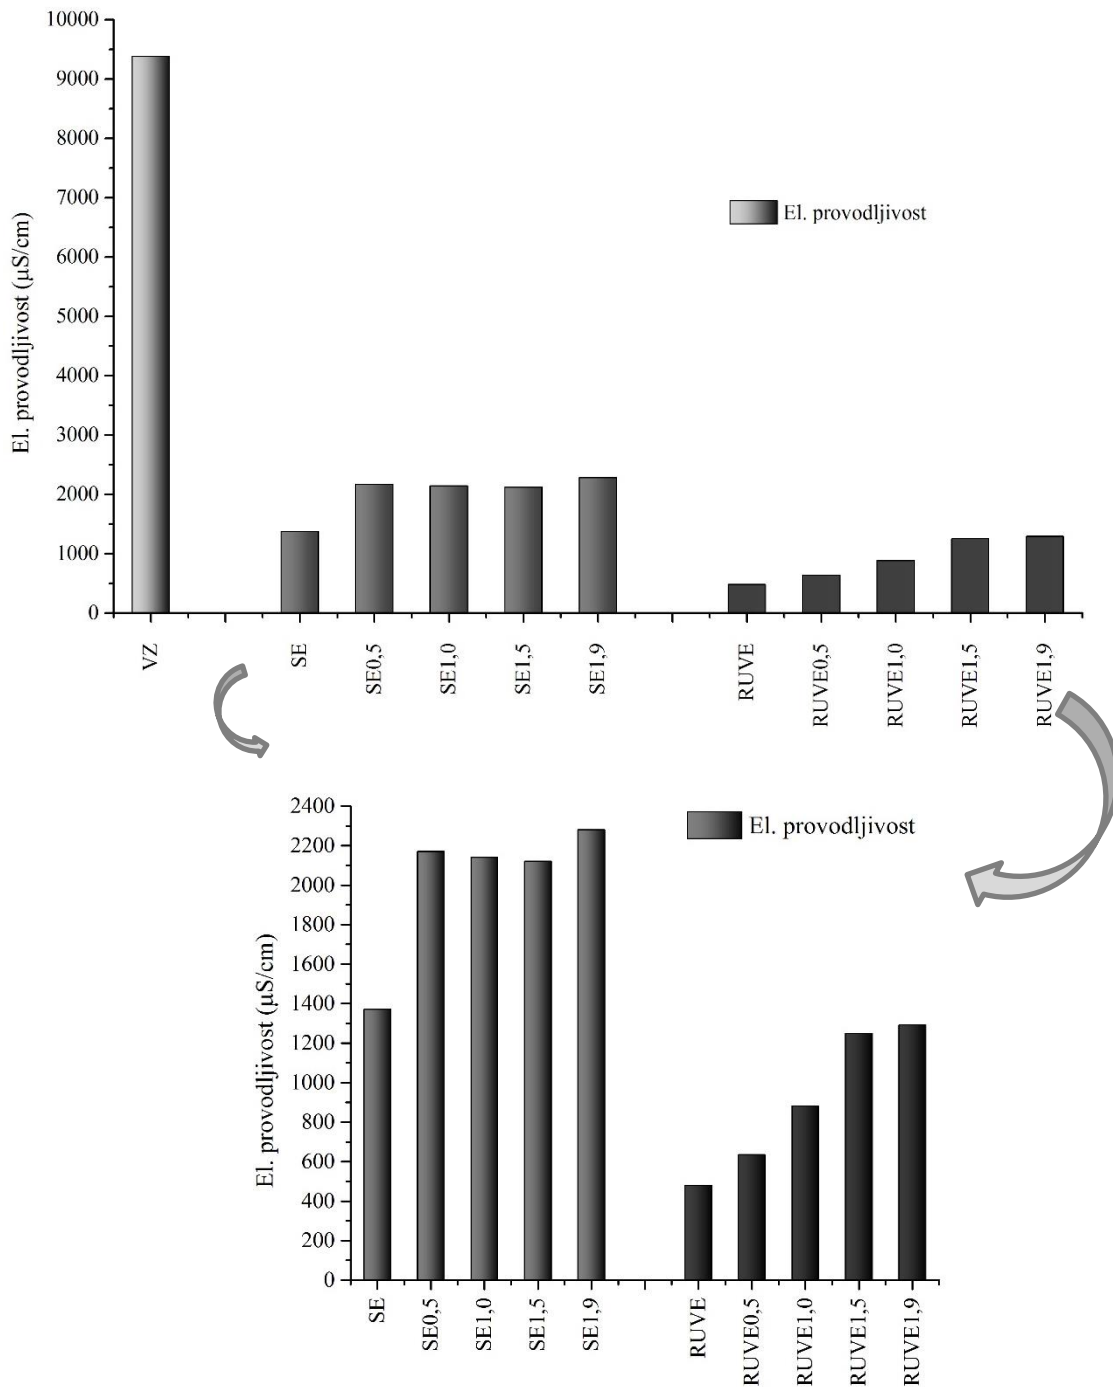 10000
9000
8000
7000
6000
5000
4000
3000
2000
1000
0
El. provodljivost (µS/cm)
El. provodljivost
VZ
SE
SE0,5
SE1,0
SE1,5
SE1,9
RUVE
RUVE0,5
RUVE1,0
RUVE1,5
RUVE1,9
2400
2200
2000
1800
1600
1400
1200
1000
800
600
400
200
0
El. provodljivost (µS/cm)
El. provodljivost
SE
SE0,5
SE1,0
SE1,5
SE1,9
RUVE
RUVE0,5
RUVE1,0
RUVE1,5
RUVE1,9